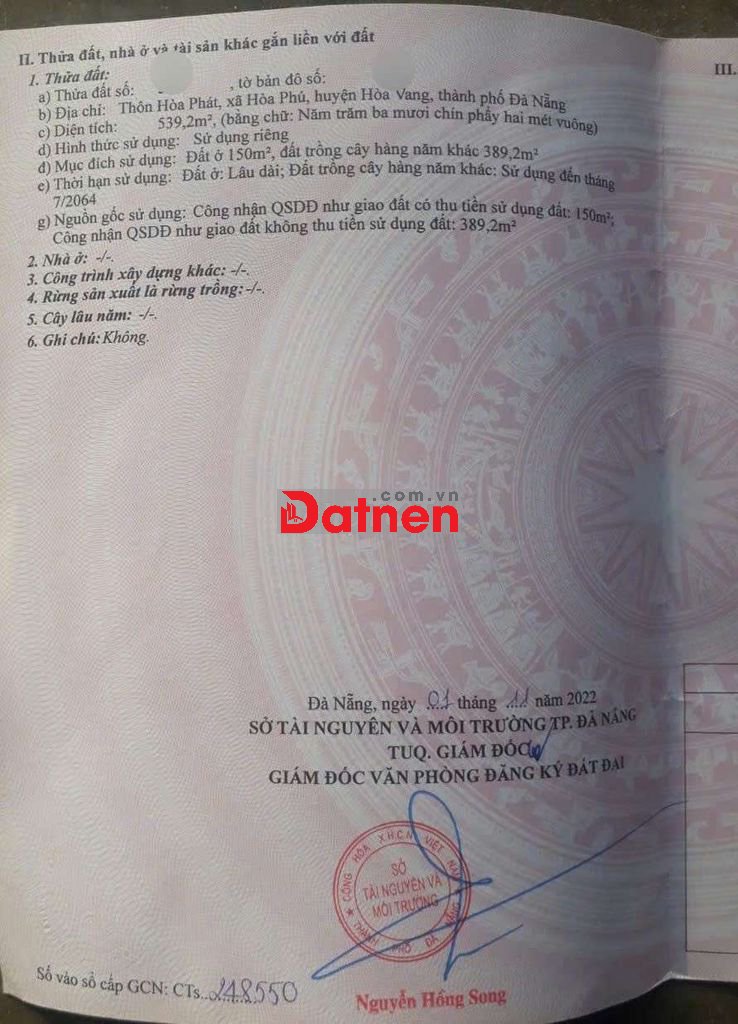 II. Thửa đất, nhà ở và tài sản khác gắn liền với đất
III.
1. Thửa đất:
a) Thửa đất số: , tờ bản đồ số:
b) Địa chỉ: Thôn Hòa Phát, xã Hòa Phú, huyện Hòa Vang, thành phố Đà Nẵng
c) Diện tích: 539,2m², (bằng chữ: Năm trăm ba mươi chín phẩy hai mét vuông)
d) Hình thức sử dụng: Sử dụng riêng
đ) Mục đích sử dụng: Đất ở 150m², đất trồng cây hàng năm khác 389,2m²
e) Thời hạn sử dụng: Đất ở: Lâu dài; Đất trồng cây hàng năm khác: Sử dụng đến tháng
7/2064
g) Nguồn gốc sử dụng: Công nhận QSDĐ như giao đất có thu tiền sử dụng đất: 150m²;
Công nhận QSDĐ như giao đất không thu tiền sử dụng đất: 389,2m²
2. Nhà ở: -/-.
3. Công trình xây dựng khác: -/-.
4. Rừng sản xuất là rừng trồng: -/-.
5. Cây lâu năm: -/-.
6. Ghi chú: Không.
.com.vn
Datnen
Đà Nẵng, ngày 01 tháng 11 năm 2022
SỞ TÀI NGUYÊN VÀ MÔI TRƯỜNG TP. ĐÀ NẴNG
TUQ. GIÁM ĐỐC
GIÁM ĐỐC VĂN PHÒNG ĐĂNG KÝ ĐẤT ĐAI
CỘNG HÒA X.H.C.N VIỆT NAM
SỞ
TÀI NGUYÊN VÀ
MÔI TRƯỜNG
★ THÀNH PHỐ ĐÀ NẴNG
Số vào sổ cấp GCN: CTs..248550
Nguyễn Hồng Song